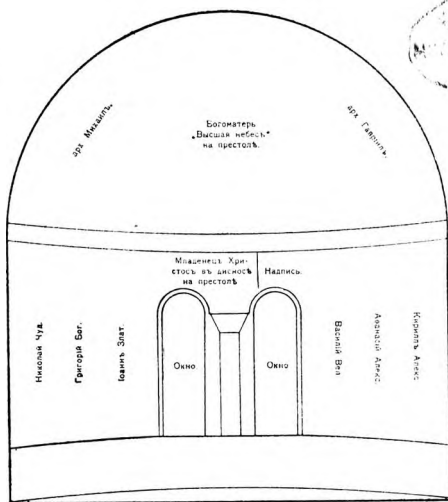 арх Михаилъ.
Богоматерь
„Высшая небесъ“
на престолѣ.
арх Гавріилъ.
Младенецъ Хри-
стосъ въ дискосѣ
на престолѣ
Надпись.
Николай Чуд.
Григорій Бог.
Іоаннъ Злат.
Окно
Окно
Василій Вел
Аѳанасій Алекс.
Кириллъ Алекс